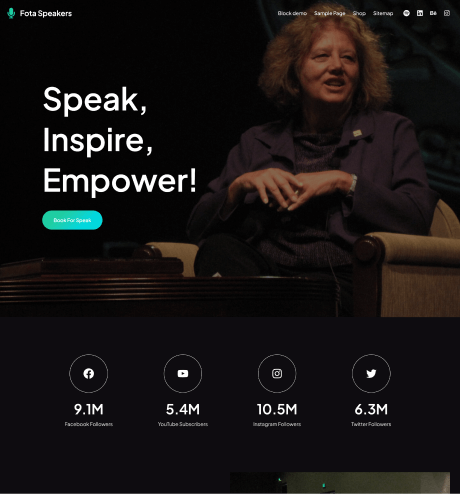 Fota Speakers
Block demo Sample Page Shop Sitemap Bē
Speak,
Inspire,
Empower!
Book For Speak
9.1M 5.4M 10.5M 6.3M
Facebook Followers YouTube Subscribers Instagram Followers Twitter Followers